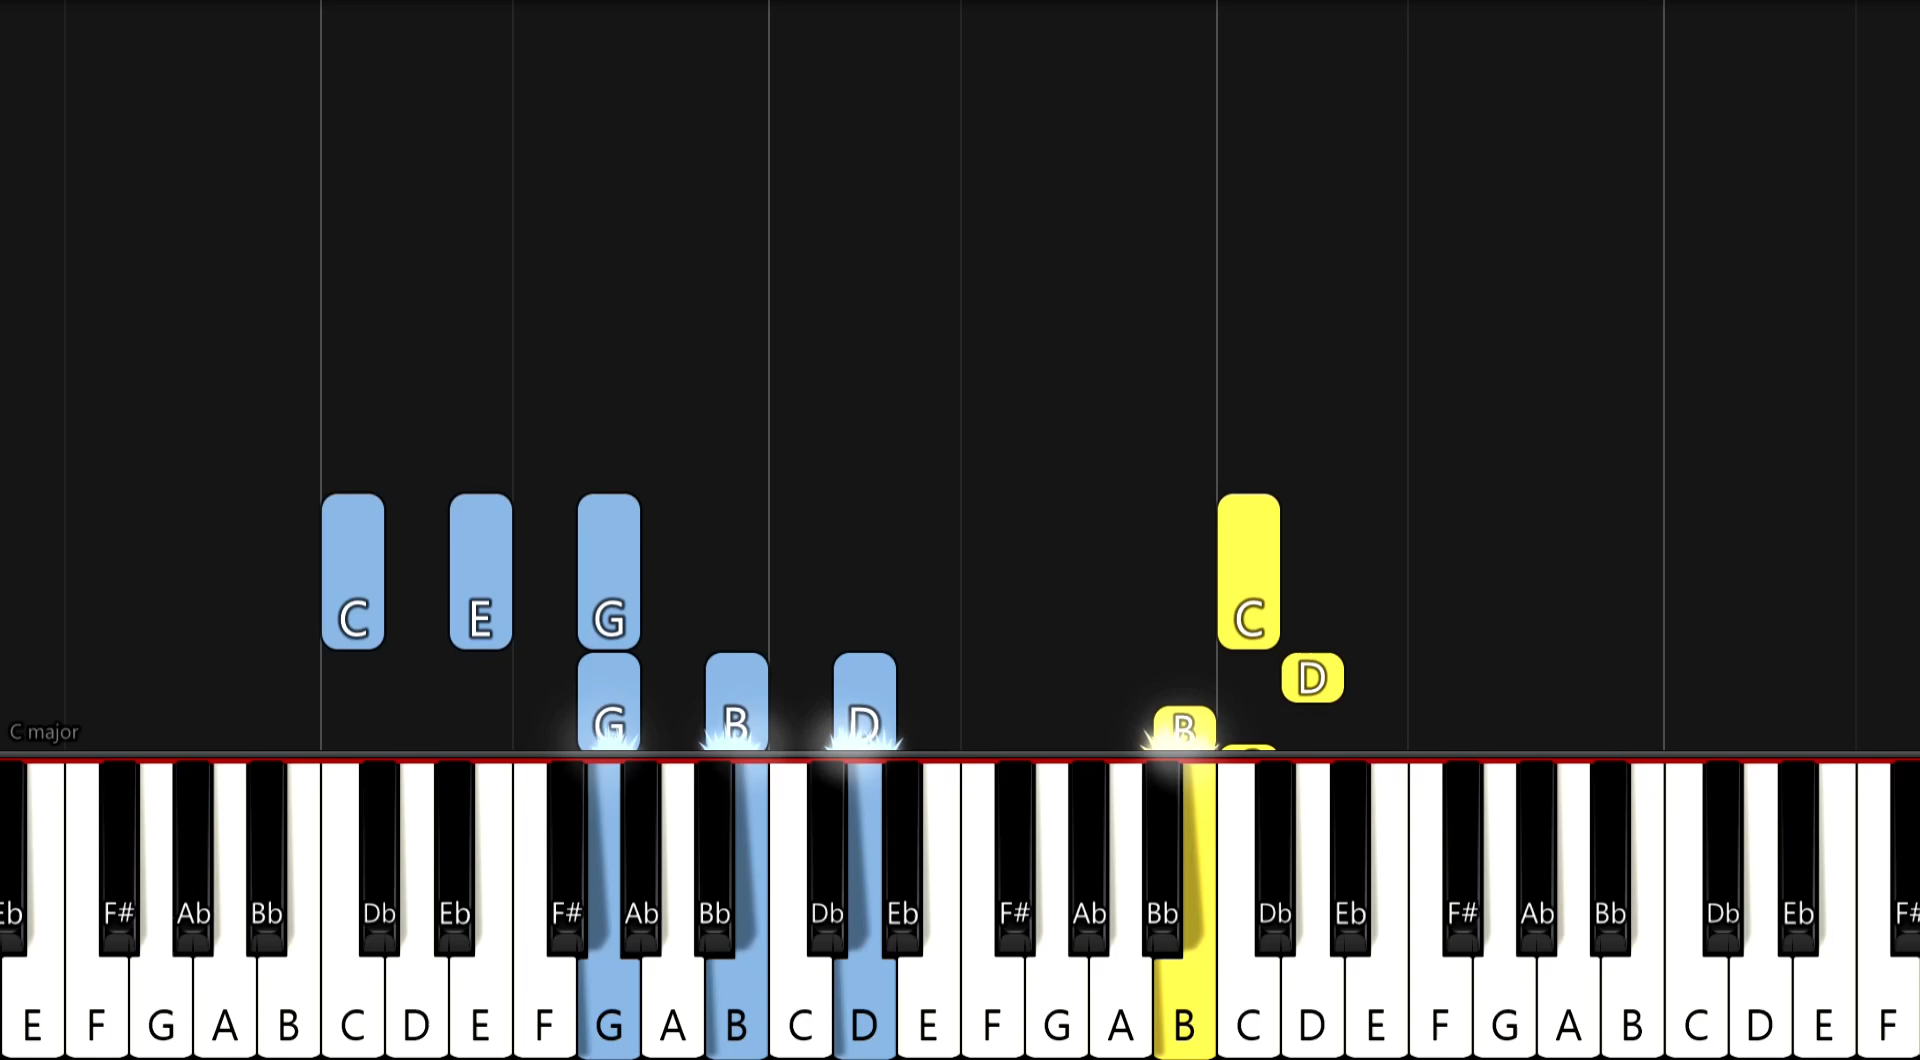 C E G C
G B D D
B
C major
Eb F# Ab Bb Db Eb F# Ab Bb Db Eb F# Ab Bb Db Eb F# Ab Bb Db Eb F#
E F G A B C D E F G A B C D E F G A B C D E F G A B C D E F